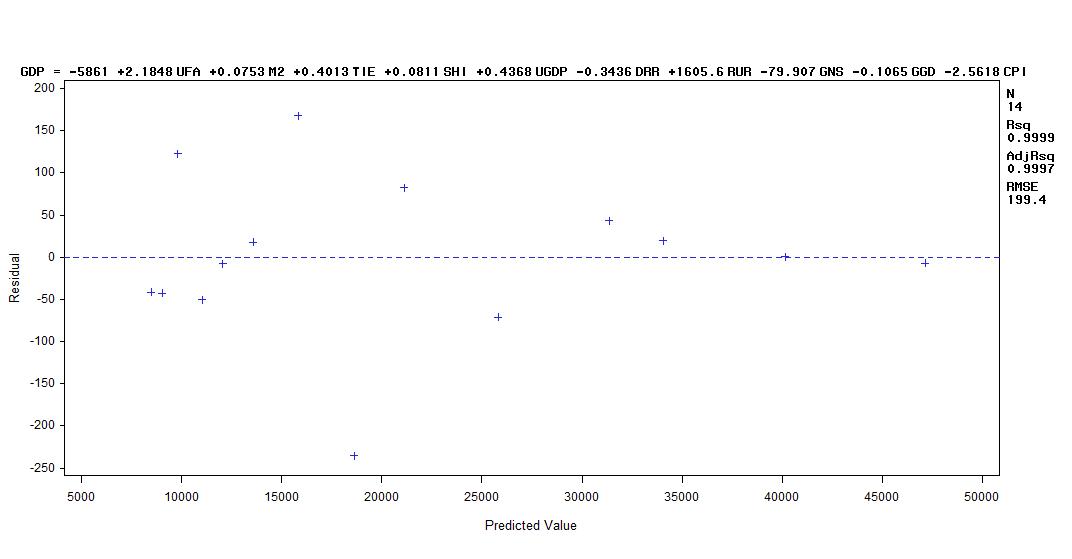 GDP = -5861 +2.1848 UFA +0.0753 M2 +0.4013 TIE +0.0811 SHI +0.4368 UGDP -0.3436 DRR +1605.6 RUR -79.907 GNS -0.1065 GGD -2.5618 CPI
N
14
Rsq
0.9999
AdjRsq
0.9997
RMSE
199.4
200
150
100
50
0
-50
-100
-150
-200
-250
Residual
5000 10000 15000 20000 25000 30000 35000 40000 45000 50000
Predicted Value